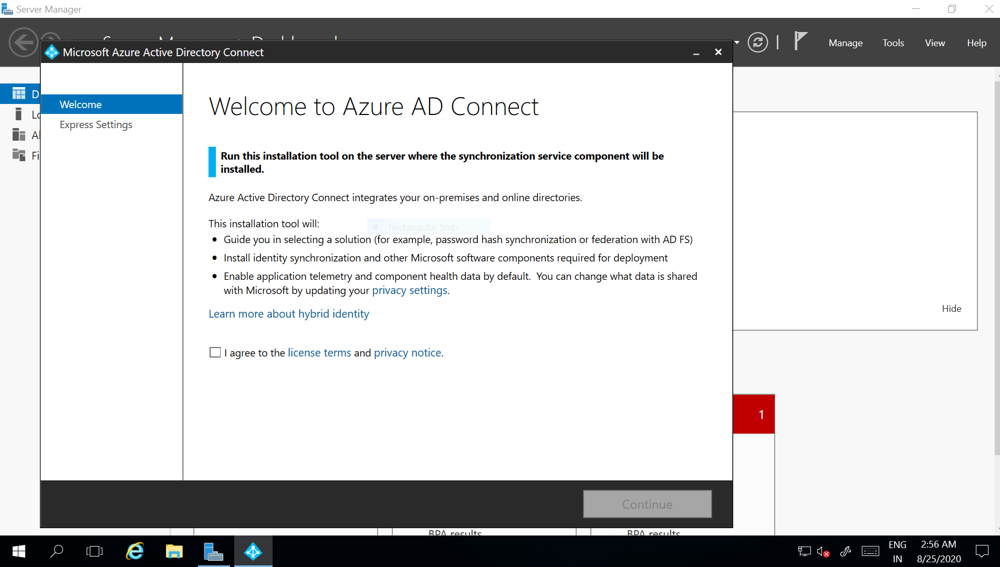 Server Manager
Manage Tools View Help
Microsoft Azure Active Directory Connect
Welcome
Express Settings
Welcome to Azure AD Connect
Run this installation tool on the server where the synchronization service component will be
installed.
Azure Active Directory Connect integrates your on-premises and online directories.
This installation tool will:
Rectangular Snip
• Guide you in selecting a solution (for example, password hash synchronization or federation with AD FS)
• Install identity synchronization and other Microsoft software components required for deployment
• Enable application telemetry and component health data by default. You can change what data is shared
with Microsoft by updating your privacy settings.
Learn more about hybrid identity
I agree to the license terms and privacy notice.
Hide
1
Continue
BPA results
BPA results
ENG
IN
2:56 AM
8/25/2020